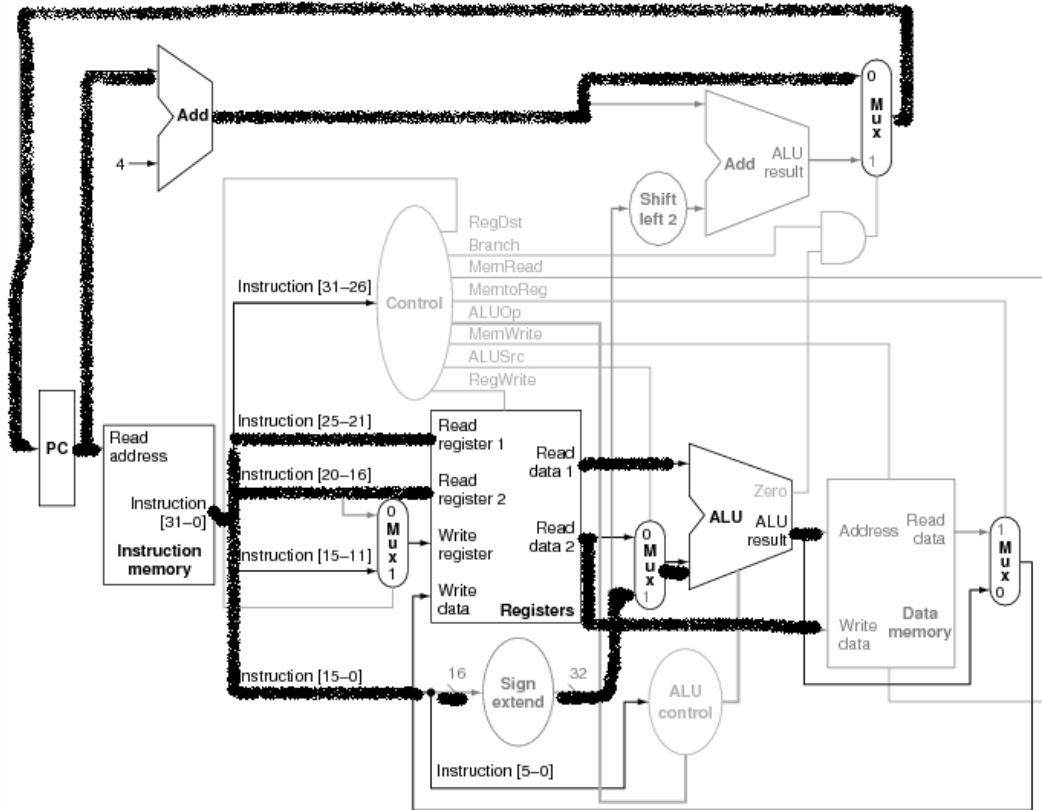 0
Mux
1
Add
4
Add
ALU
result
Shift
left 2
RegDst
Branch
MemRead
MemtoReg
ALUOp
MemWrite
ALUSrc
RegWrite
Control
Instruction [31–26]
Instruction [25–21]
Instruction [20–16]
Instruction [15–11]
Instruction [15–0]
Instruction [5–0]
PC
Read
address
Instruction
[31–0]
Instruction
memory
0
Mux
1
Read
register 1
Read
register 2
Write
register
Write
data
Read
data 1
Read
data 2
Registers
16
Sign
extend
32
0
Mux
1
Zero
ALU
ALU
result
ALU
control
Address
Read
data
Write
data
Data
memory
1
Mux
0